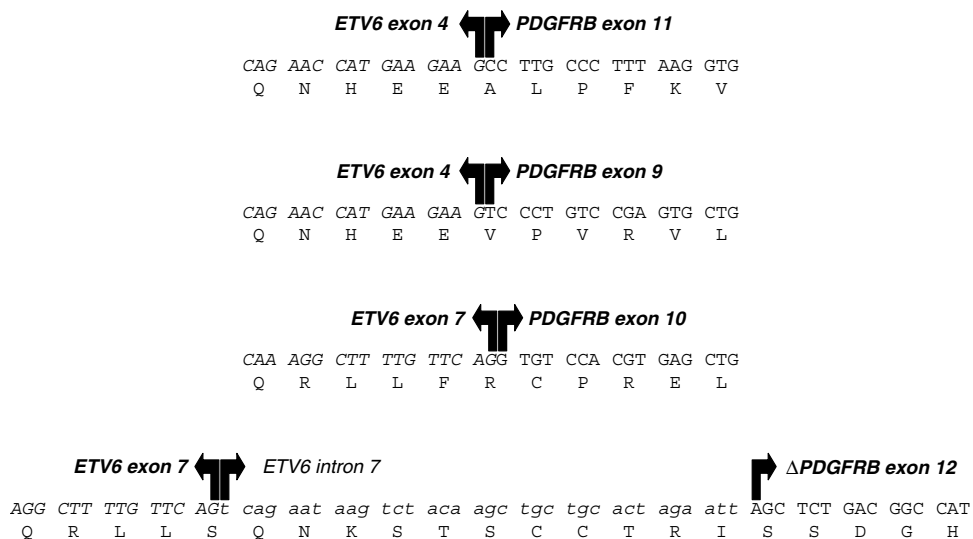 ETV6 exon 4 PDGFRB exon 11
CAG AAC CAT GAA GAA GCC TTG CCC TTT AAG GTG
Q N H E E A L P F K V
ETV6 exon 4 PDGFRB exon 9
CAG AAC CAT GAA GAA GTC CCT GTC CGA GTG CTG
Q N H E E V P V R V L
ETV6 exon 7 PDGFRB exon 10
CAA AGG CTT TTG TTC AGG TGT CCA CGT GAG CTG
Q R L L F R C P R E L
ETV6 exon 7 ETV6 intron 7 ΔPDGFRB exon 12
AGG CTT TTG TTC AGt cag aat aag tct aca agc tgc tgc act aga att AGC TCT GAC GGC CAT
Q R L L S Q N K S T S C C T R I S S D G H